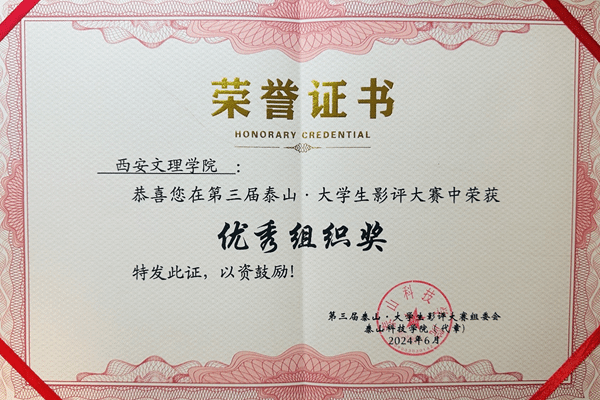 荣誉证书
HONORARY CREDENTIAL
西安文理学院：
恭喜您在第三届泰山·大学生影评大赛中荣获
优秀组织奖
特发此证，以资鼓励！
第三届泰山·大学生影评大赛组委会
泰山科技学院（代章）
2024年6月